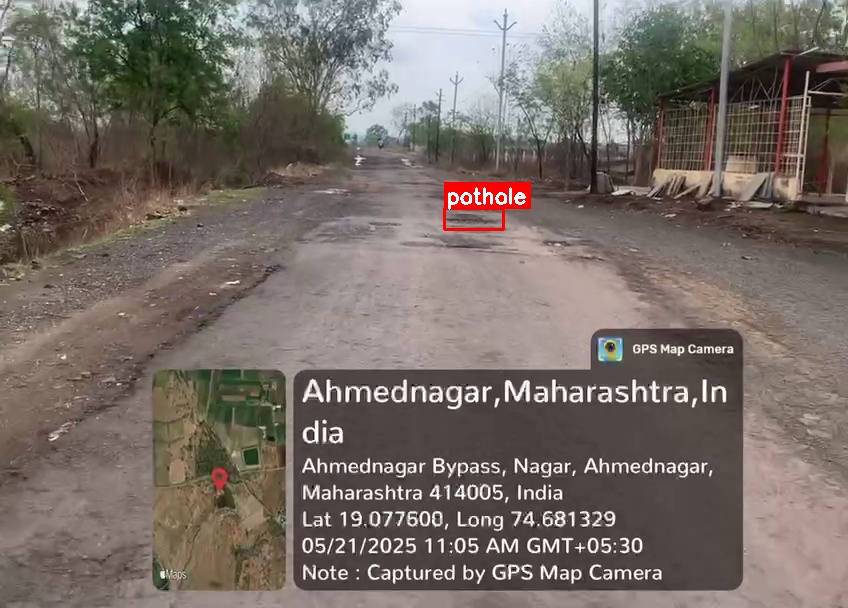 pothole
GPS Map Camera
Ahmednagar,Maharashtra,In
dia
Ahmednagar Bypass, Nagar, Ahmednagar,
Maharashtra 414005, India
Lat 19.077600, Long 74.681329
05/21/2025 11:05 AM GMT+05:30
Note : Captured by GPS Map Camera
Maps